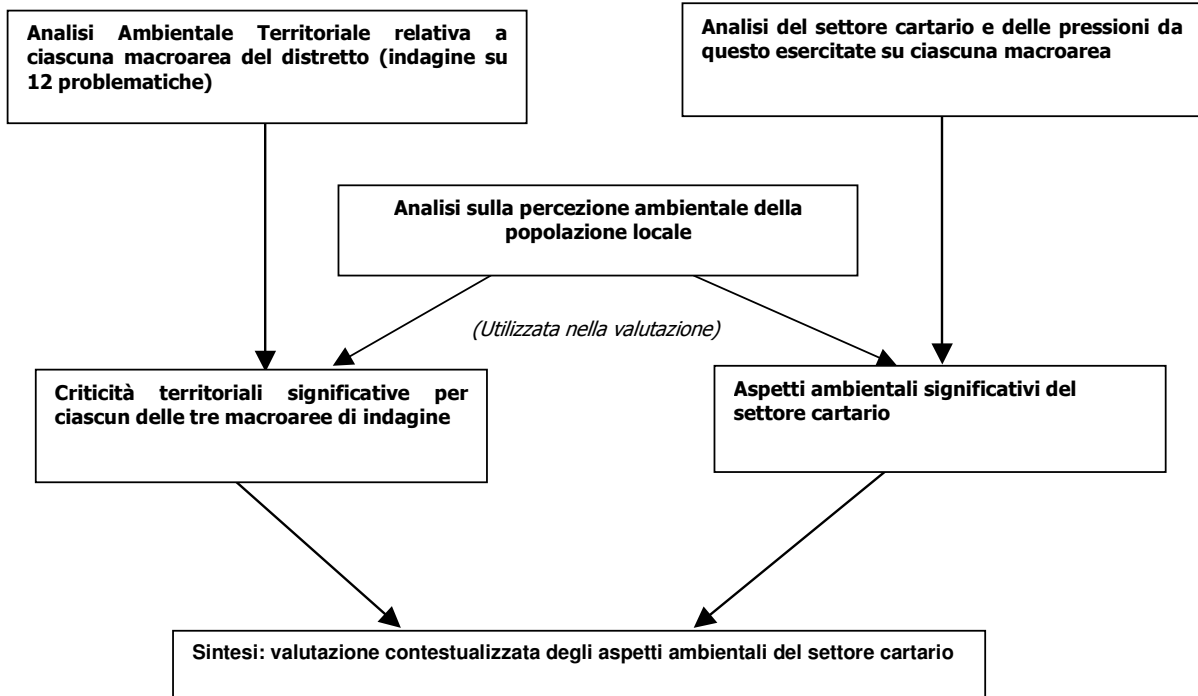 Analisi Ambientale Territoriale relativa a
ciascuna macroarea del distretto (indagine su
12 problematiche)
Analisi del settore cartario e delle pressioni da
questo esercitate su ciascuna macroarea
Analisi sulla percezione ambientale della
popolazione locale
(Utilizzata nella valutazione)
Criticità territoriali significative per
ciascun delle tre macroaree di indagine
Aspetti ambientali significativi del
settore cartario
Sintesi: valutazione contestualizzata degli aspetti ambientali del settore cartario